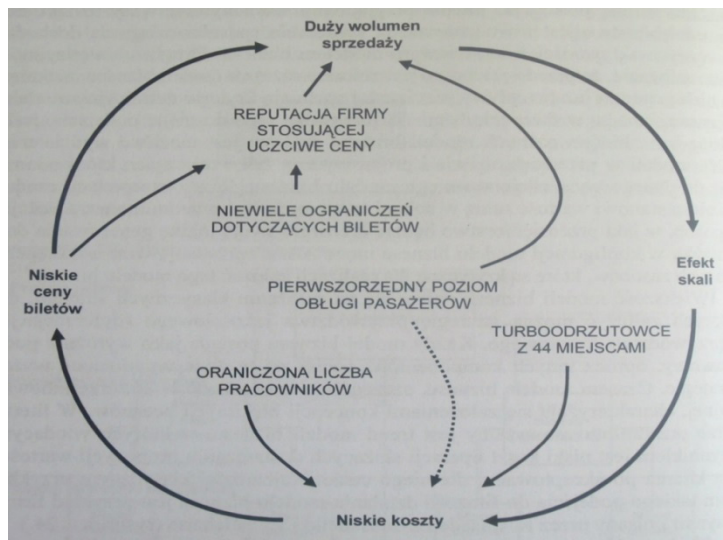 Duży wolumen
sprzedaży
REPUTACJA FIRMY
STOSUJĄCEJ
UCZCIWE CENY
NIEWIELE OGRANICZEŃ
DOTYCZĄCYCH BILETÓW
Niskie
ceny
biletów
Efekt
skali
PIERWSZORZĘDNY POZIOM
OBŁUGI PASAŻERÓW
TURBOODRZUTOWCE
Z 44 MIEJSCAMI
ORANICZONA LICZBA
PRACOWNIKÓW
Niskie koszty